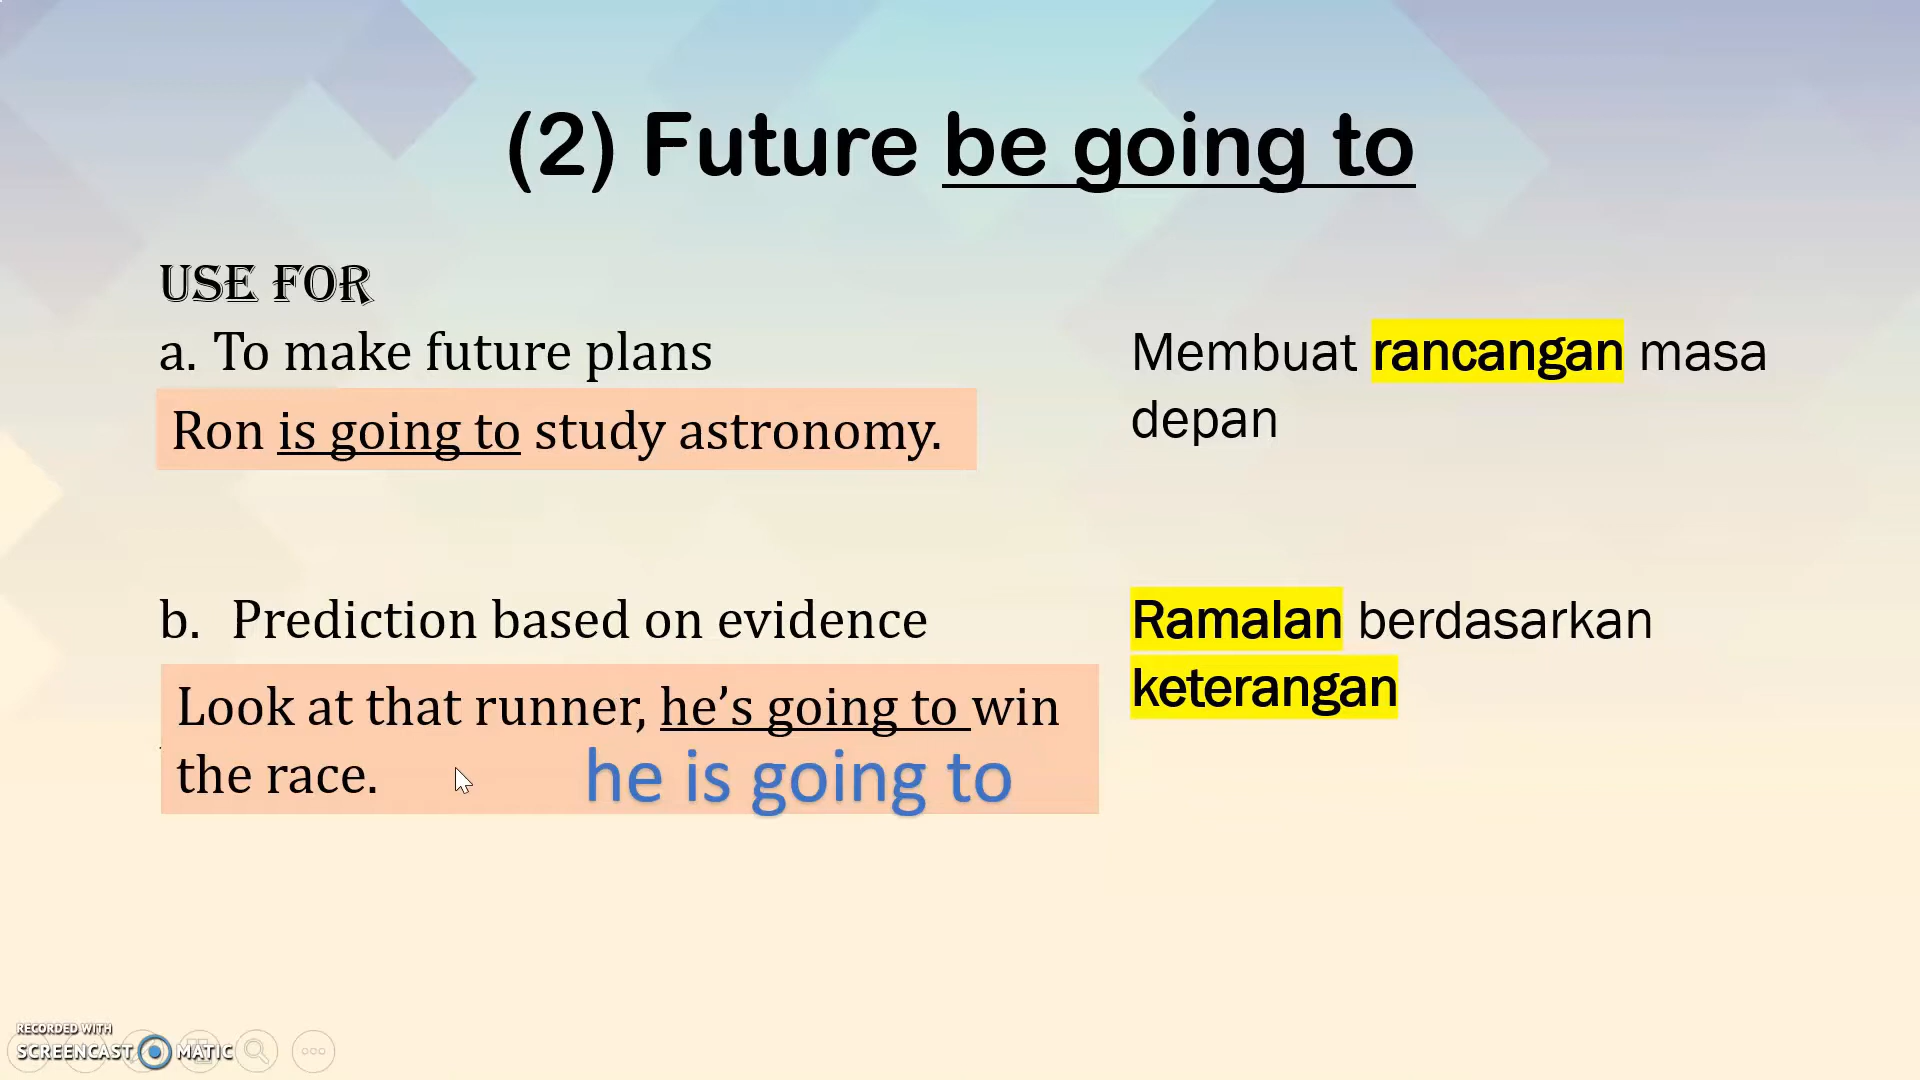 (2) Future be going to
USE FOR
a. To make future plans
Ron is going to study astronomy.
Membuat rancangan masa
depan
b. Prediction based on evidence
Look at that runner, he’s going to win
the race.
he is going to
Ramalan berdasarkan
keterangan
RECORDED WITH
SCREENCAST MATIC